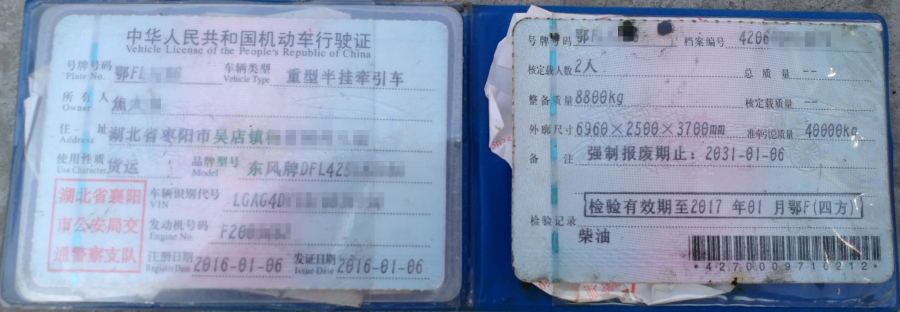 中华人民共和国机动车行驶证
Vehicle License of the People's Republic of China
号牌号码 鄂FL 6 车辆类型 重型半挂牵引车
Plate No. Vehicle Type
所有人 焦
Owner
住址 湖北省枣阳市吴店镇
Address
使用性质 货运 品牌型号 东风牌DFL425
Use Character Model
湖北省襄阳
市公安局交
通警察支队
车辆识别代号 LGAG4D
VIN
发动机号码 F200
Engine No.
注册日期 2016-01-06 发证日期 2016-01-06
Register Date Issue Date
号牌号码 鄂F 档案编号 4206
核定载人数 2人 总质量 --
整备质量 8800kg 核定载质量 --
外廓尺寸 6960×2500×3700mm 准牵引总质量 40000kg
备注 强制报废期止：2031-01-06
检验有效期至2017年01月鄂F(四方)
检验记录
柴油
*4270009710212*